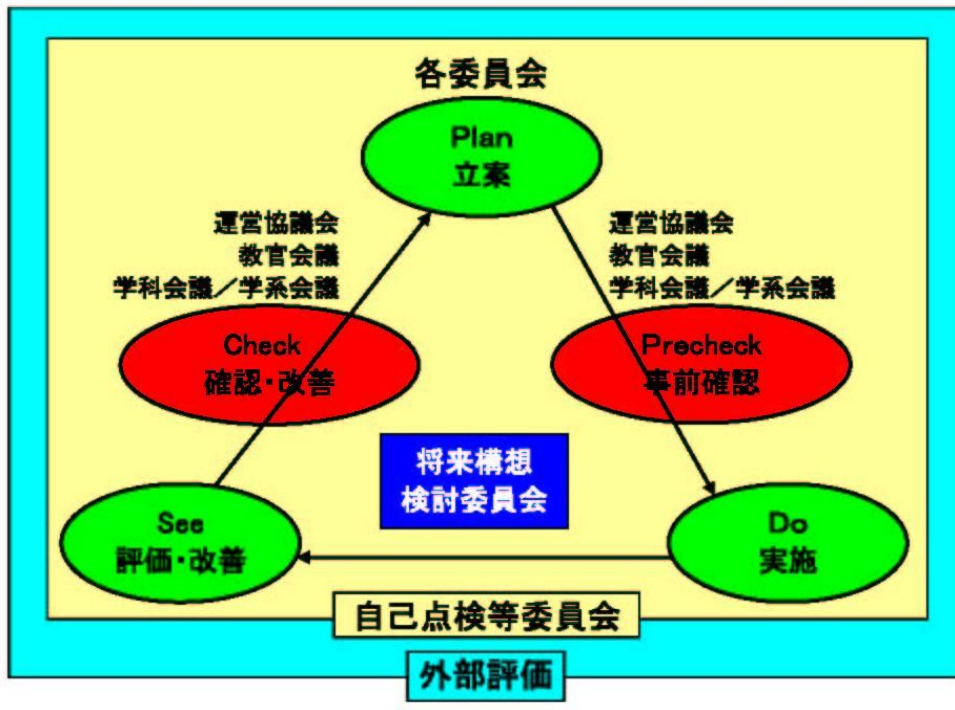 各委員会
Plan
立案
運営協議会
教官会議
学科会議／学系会議
運営協議会
教官会議
学科会議／学系会議
Check
確認・改善
Precheck
事前確認
将来構想
検討委員会
See
評価・改善
Do
実施
自己点検等委員会
外部評価